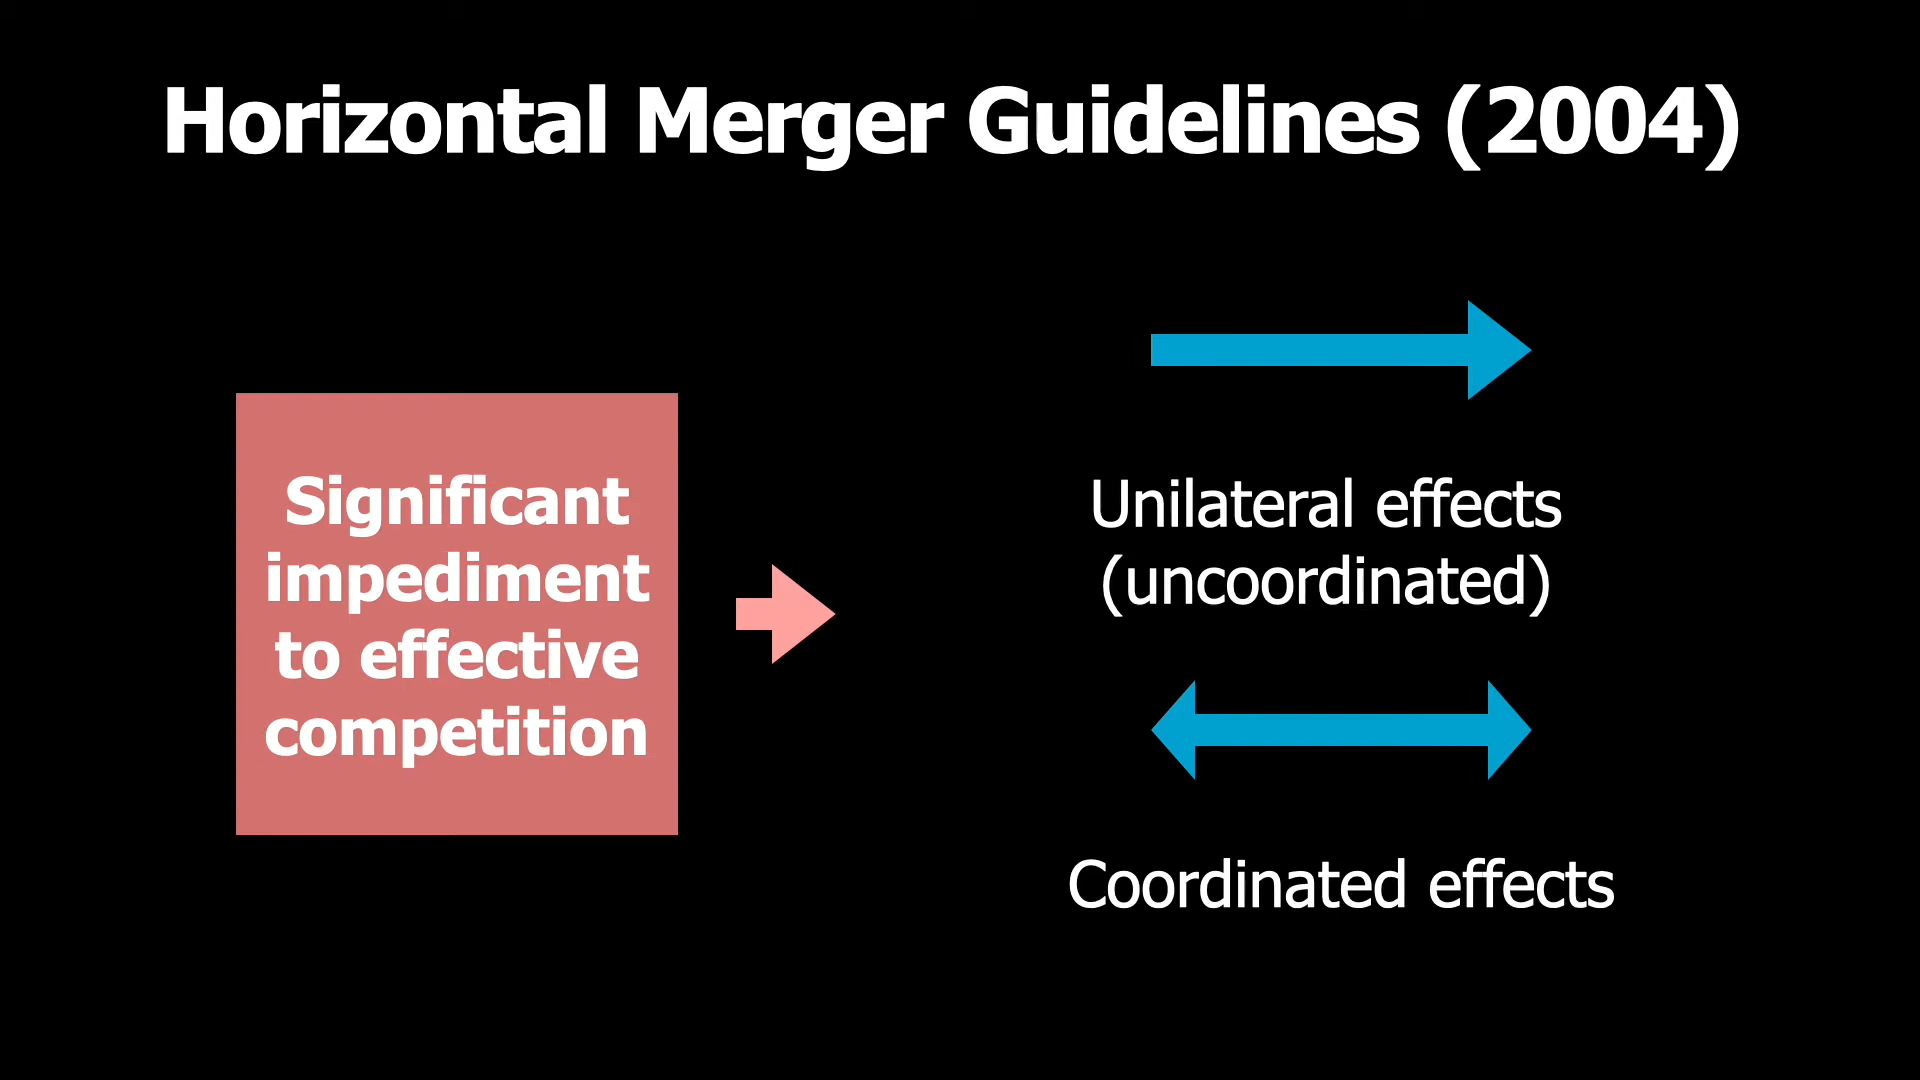 Horizontal Merger Guidelines (2004)
Significant
impediment
to effective
competition
Unilateral effects
(uncoordinated)
Coordinated effects